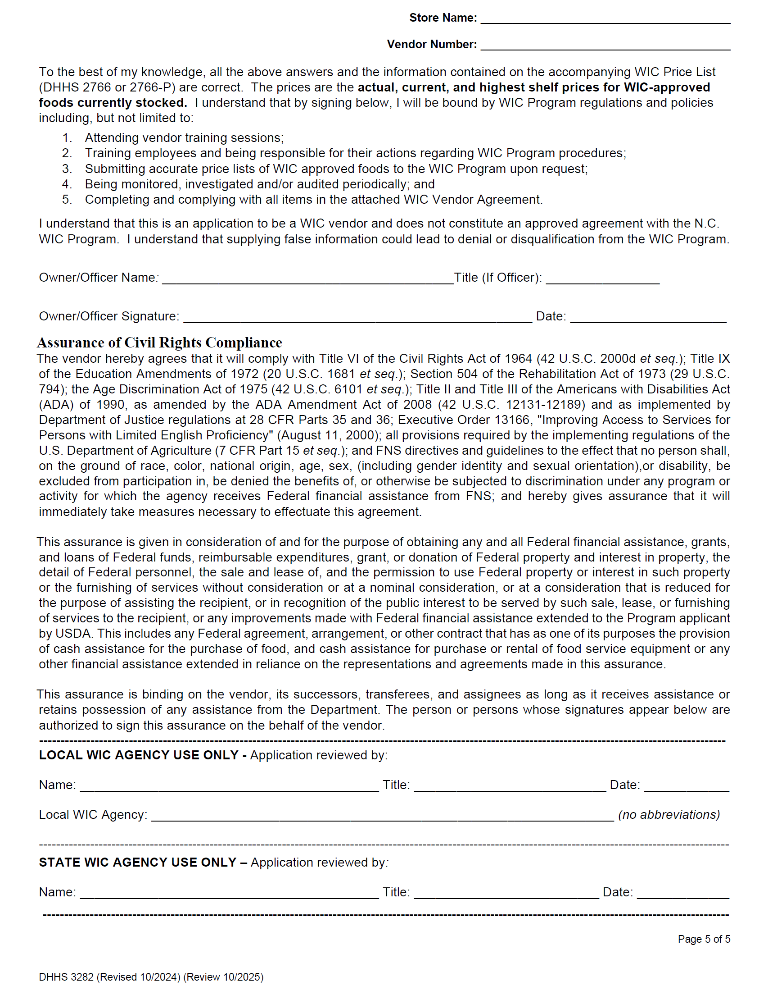 Store Name: ____________________
Vendor Number: ____________________
To the best of my knowledge, all the above answers and the information contained on the accompanying WIC Price List
(DHHS 2766 or 2766-P) are correct.  The prices are the actual, current, and highest shelf prices for WIC-approved
foods currently stocked.  I understand that by signing below, I will be bound by WIC Program regulations and policies
including, but not limited to:
1. Attending vendor training sessions;
2. Training employees and being responsible for their actions regarding WIC Program procedures;
3. Submitting accurate price lists of WIC approved foods to the WIC Program upon request;
4. Being monitored, investigated and/or audited periodically; and
5. Completing and complying with all items in the attached WIC Vendor Agreement.
I understand that this is an application to be a WIC vendor and does not constitute an approved agreement with the N.C.
WIC Program.  I understand that supplying false information could lead to denial or disqualification from the WIC Program.
Owner/Officer Name: ____________________Title (If Officer): ____________________
Owner/Officer Signature: ____________________ Date: ____________________
Assurance of Civil Rights Compliance
The vendor hereby agrees that it will comply with Title VI of the Civil Rights Act of 1964 (42 U.S.C. 2000d et seq.); Title IX
of the Education Amendments of 1972 (20 U.S.C. 1681 et seq.); Section 504 of the Rehabilitation Act of 1973 (29 U.S.C.
794); the Age Discrimination Act of 1975 (42 U.S.C. 6101 et seq.); Title II and Title III of the Americans with Disabilities Act
(ADA) of 1990, as amended by the ADA Amendment Act of 2008 (42 U.S.C. 12131-12189) and as implemented by
Department of Justice regulations at 28 CFR Parts 35 and 36; Executive Order 13166, "Improving Access to Services for
Persons with Limited English Proficiency" (August 11, 2000); all provisions required by the implementing regulations of the
U.S. Department of Agriculture (7 CFR Part 15 et seq.); and FNS directives and guidelines to the effect that no person shall,
on the ground of race, color, national origin, age, sex, (including gender identity and sexual orientation),or disability, be
excluded from participation in, be denied the benefits of, or otherwise be subjected to discrimination under any program or
activity for which the agency receives Federal financial assistance from FNS; and hereby gives assurance that it will
immediately take measures necessary to effectuate this agreement.
This assurance is given in consideration of and for the purpose of obtaining any and all Federal financial assistance, grants,
and loans of Federal funds, reimbursable expenditures, grant, or donation of Federal property and interest in property, the
detail of Federal personnel, the sale and lease of, and the permission to use Federal property or interest in such property
or the furnishing of services without consideration or at a nominal consideration, or at a consideration that is reduced for
the purpose of assisting the recipient, or in recognition of the public interest to be served by such sale, lease, or furnishing
of services to the recipient, or any improvements made with Federal financial assistance extended to the Program applicant
by USDA. This includes any Federal agreement, arrangement, or other contract that has as one of its purposes the provision
of cash assistance for the purchase of food, and cash assistance for purchase or rental of food service equipment or any
other financial assistance extended in reliance on the representations and agreements made in this assurance.
This assurance is binding on the vendor, its successors, transferees, and assignees as long as it receives assistance or
retains possession of any assistance from the Department. The person or persons whose signatures appear below are
authorized to sign this assurance on the behalf of the vendor.
LOCAL WIC AGENCY USE ONLY - Application reviewed by:
Name: ____________________ Title: ____________________ Date: ____________________
Local WIC Agency: ____________________ (no abbreviations)
STATE WIC AGENCY USE ONLY – Application reviewed by:
Name: ____________________ Title: ____________________ Date: ____________________
Page 5 of 5
DHHS 3282 (Revised 10/2024) (Review 10/2025)